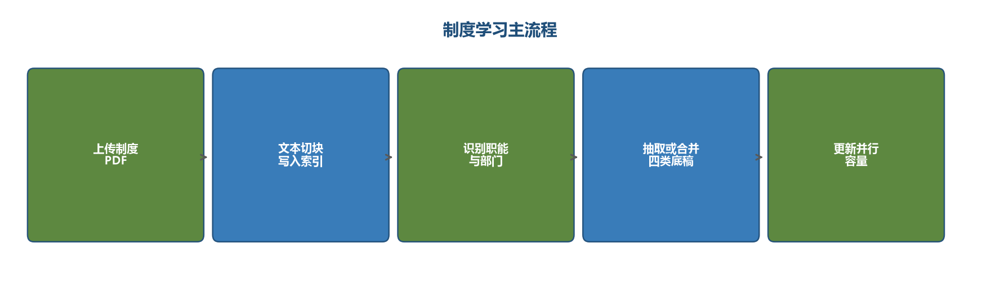 制度学习主流程
上传制度
PDF
文本切块
写入索引
识别职能
与部门
抽取或合并
四类底稿
更新并行
容量